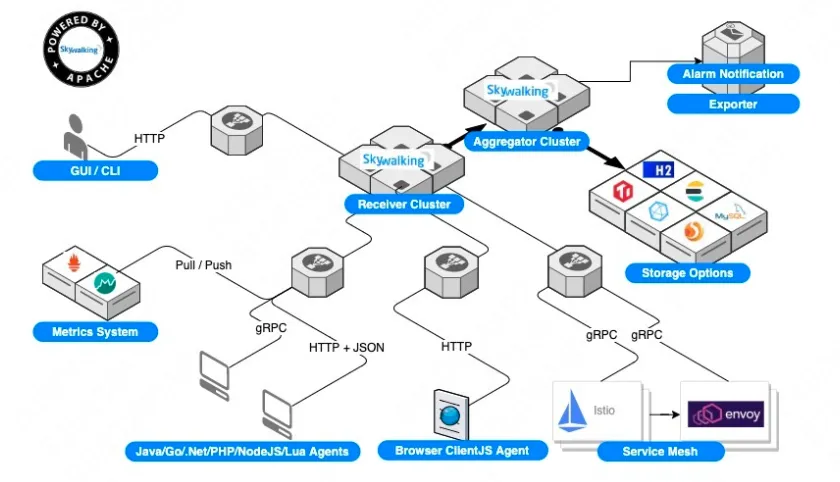 POWERED BY
Skywalking
APACHE
Alarm Notification
Exporter
Skywalking
Aggregator Cluster
HTTP
GUI / CLI
Skywalking
Receiver Cluster
H2
MySQL
Storage Options
Pull / Push
Metrics System
gRPC
HTTP + JSON
HTTP
gRPC
gRPC
Istio
envoy
Java/Go/.Net/PHP/NodeJS/Lua Agents
Browser ClientJS Agent
Service Mesh